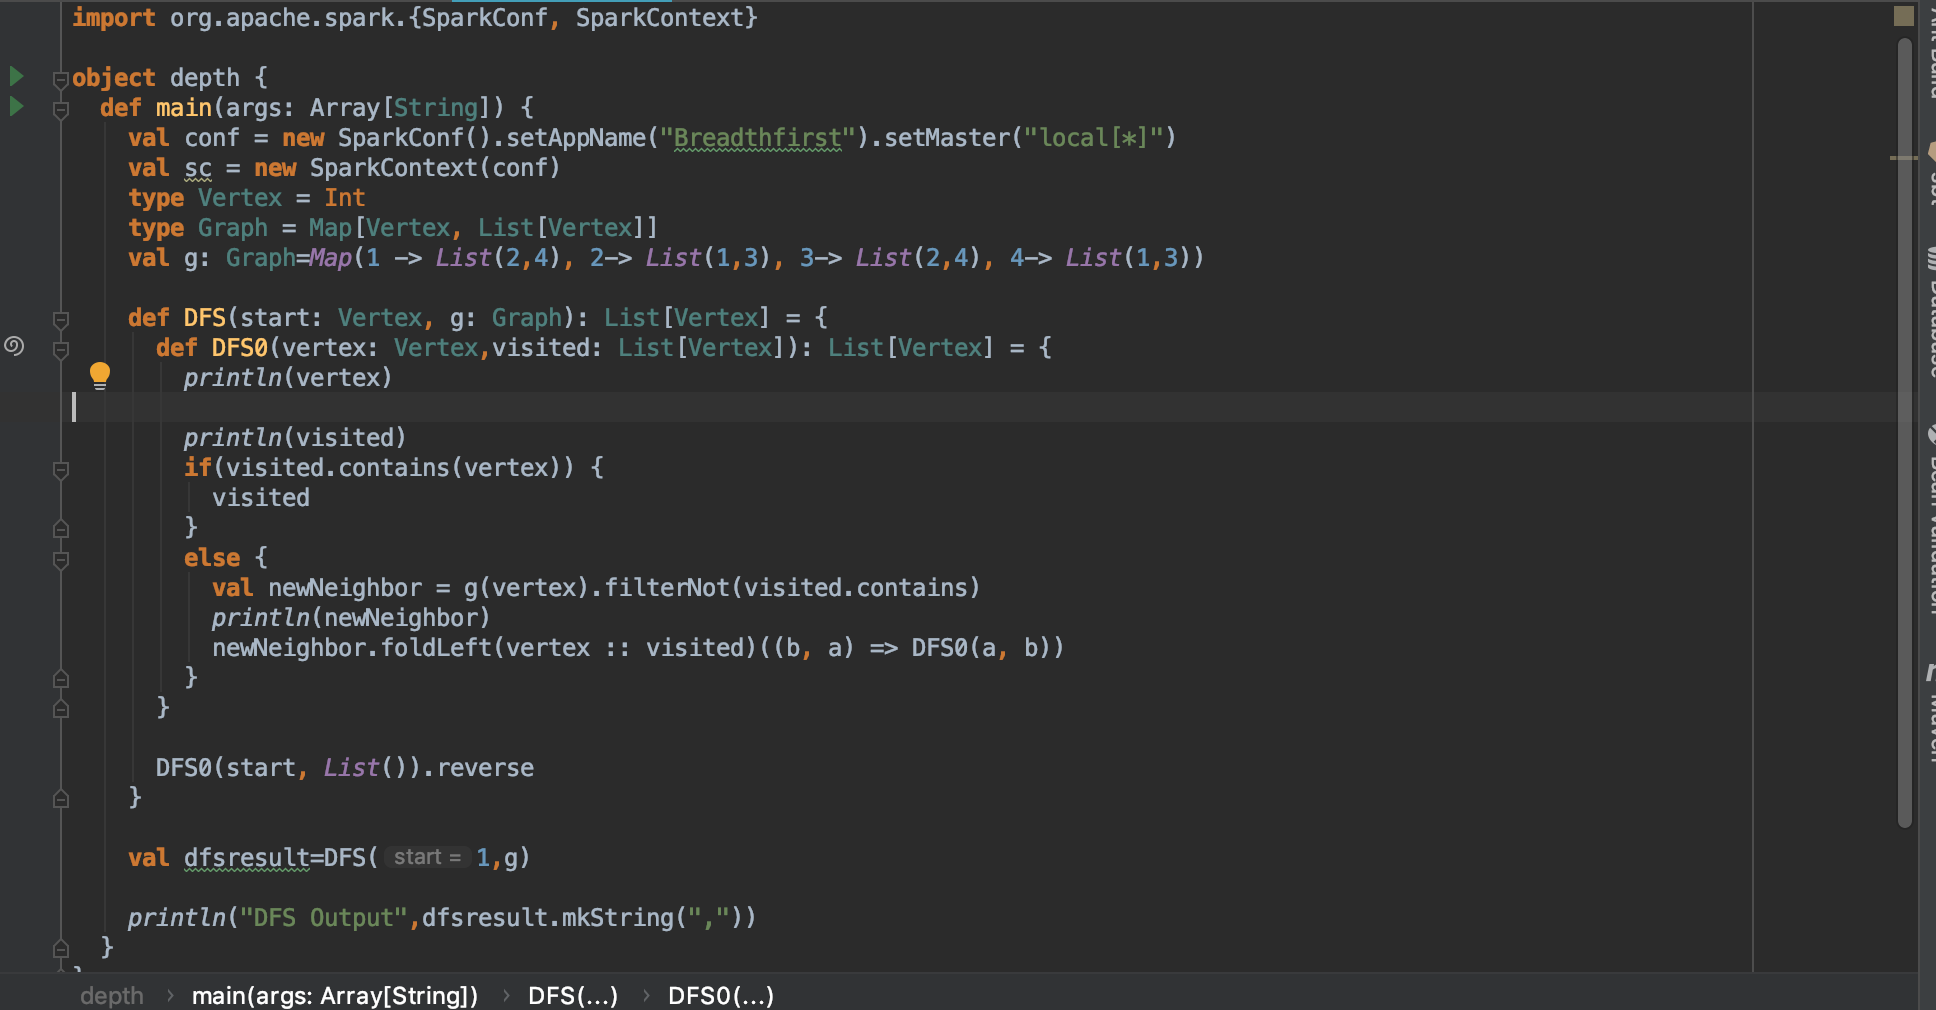 import org.apache.spark.{SparkConf, SparkContext}
object depth {
def main(args: Array[String]) {
val conf = new SparkConf().setAppName("Breadthfirst").setMaster("local[*]")
val sc = new SparkContext(conf)
type Vertex = Int
type Graph = Map[Vertex, List[Vertex]]
val g: Graph=Map(1 -> List(2,4), 2-> List(1,3), 3-> List(2,4), 4-> List(1,3))
def DFS(start: Vertex, g: Graph): List[Vertex] = {
def DFS0(vertex: Vertex,visited: List[Vertex]): List[Vertex] = {
println(vertex)
println(visited)
if(visited.contains(vertex)) {
visited
}
else {
val newNeighbor = g(vertex).filterNot(visited.contains)
println(newNeighbor)
newNeighbor.foldLeft(vertex :: visited)((b, a) => DFS0(a, b))
}
}
DFS0(start, List()).reverse
}
val dfsresult=DFS( start = 1,g)
println("DFS Output",dfsresult.mkString(","))
}
depth › main(args: Array[String]) › DFS(...) › DFS0(...)